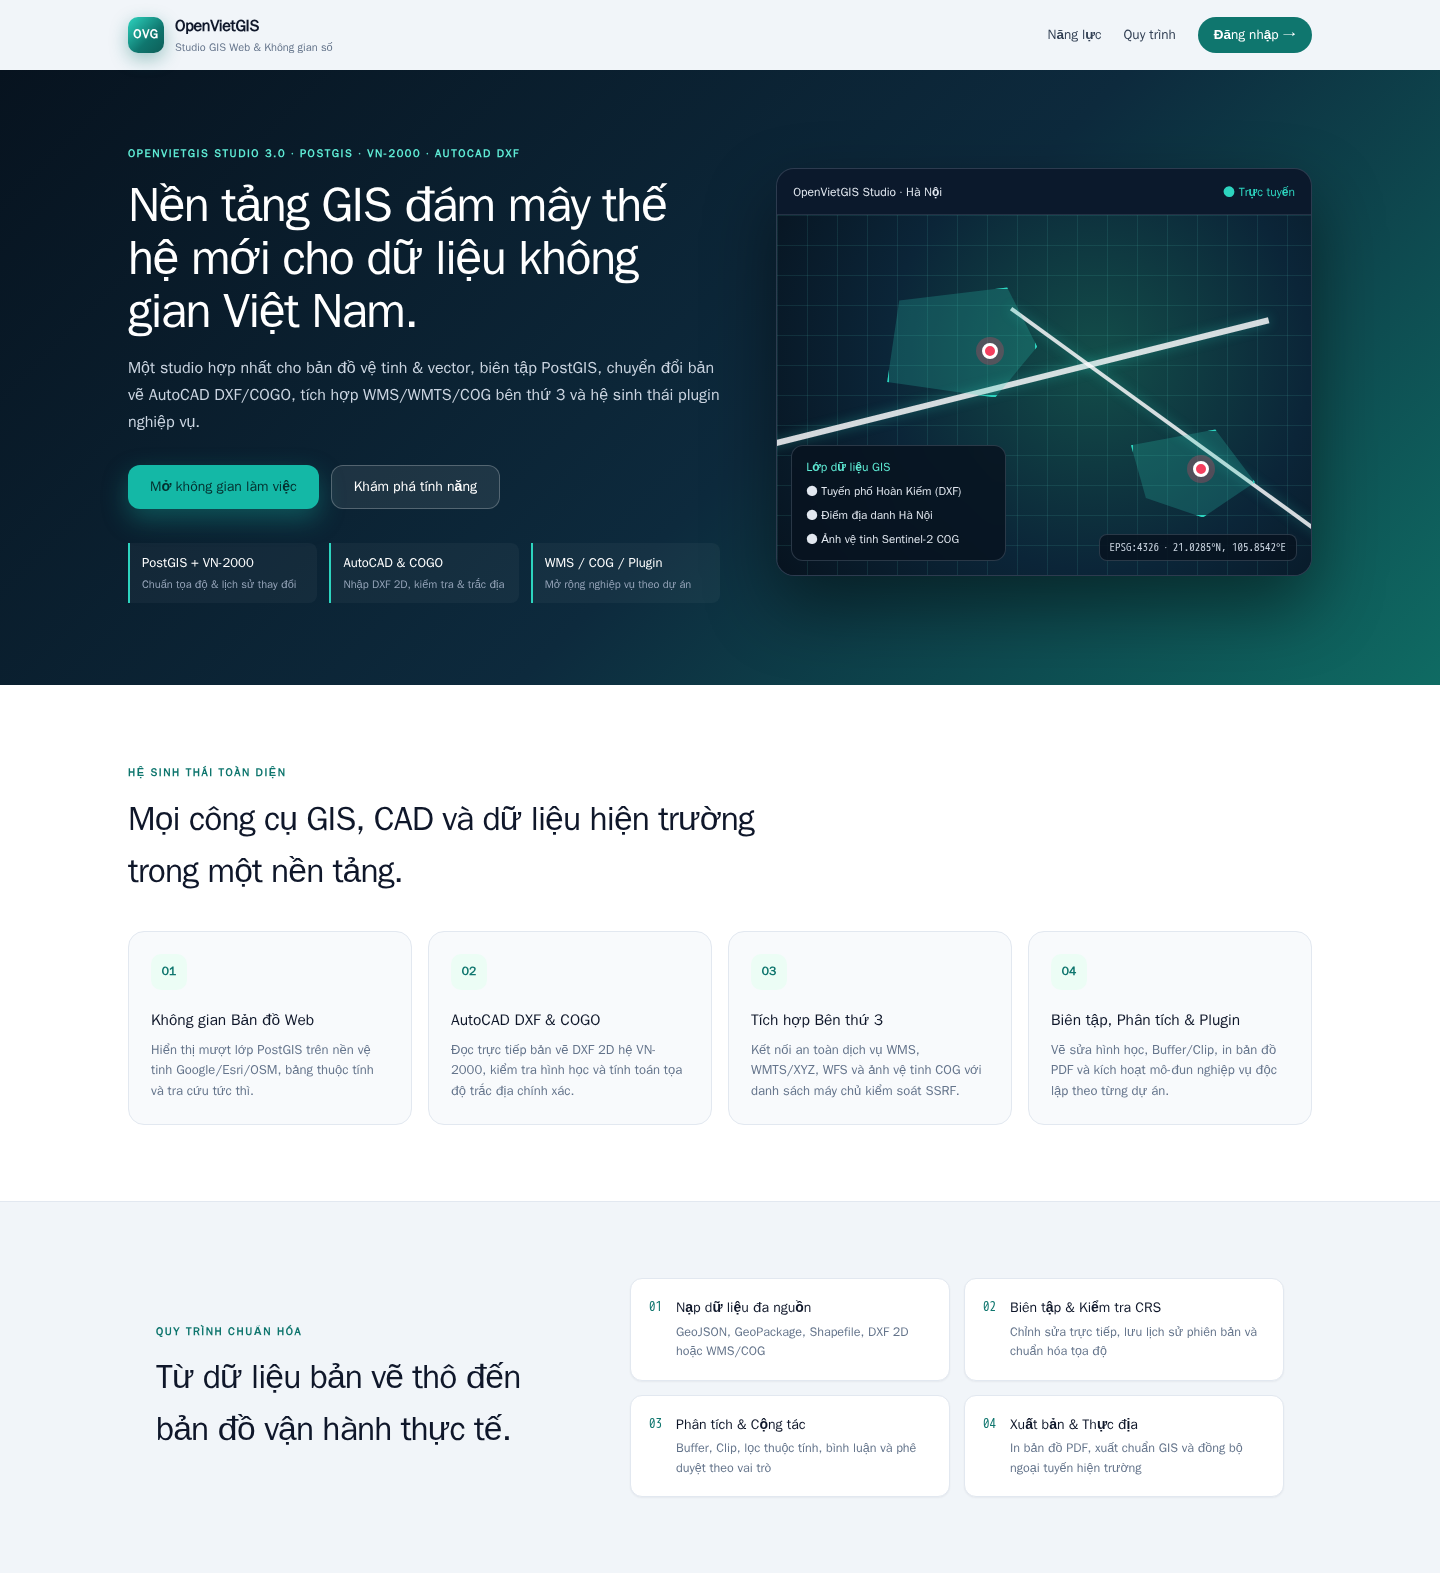 OVG
OpenVietGIS
Studio GIS Web & Không gian số
Năng lực
Quy trình
Đăng nhập →
OPENVIETGIS STUDIO 3.0 · POSTGIS · VN-2000 · AUTOCAD DXF
Nền tảng GIS đám mây thế
hệ mới cho dữ liệu không
gian Việt Nam.
Một studio hợp nhất cho bản đồ vệ tinh & vector, biên tập PostGIS, chuyển đổi bản
vẽ AutoCAD DXF/COGO, tích hợp WMS/WMTS/COG bên thứ 3 và hệ sinh thái plugin
nghiệp vụ.
Mở không gian làm việc
Khám phá tính năng
PostGIS + VN-2000
Chuẩn tọa độ & lịch sử thay đổi
AutoCAD & COGO
Nhập DXF 2D, kiểm tra & trắc địa
WMS / COG / Plugin
Mở rộng nghiệp vụ theo dự án
OpenVietGIS Studio · Hà Nội
● Trực tuyến
Lớp dữ liệu GIS
● Tuyến phố Hoàn Kiếm (DXF)
● Điểm địa danh Hà Nội
● Ảnh vệ tinh Sentinel-2 COG
EPSG:4326 · 21.0285°N, 105.8542°E
HỆ SINH THÁI TOÀN DIỆN
Mọi công cụ GIS, CAD và dữ liệu hiện trường
trong một nền tảng.
01
Không gian Bản đồ Web
Hiển thị mượt lớp PostGIS trên nền vệ
tinh Google/Esri/OSM, bảng thuộc tính
và tra cứu tức thì.
02
AutoCAD DXF & COGO
Đọc trực tiếp bản vẽ DXF 2D hệ VN-
2000, kiểm tra hình học và tính toán tọa
độ trắc địa chính xác.
03
Tích hợp Bên thứ 3
Kết nối an toàn dịch vụ WMS,
WMTS/XYZ, WFS và ảnh vệ tinh COG với
danh sách máy chủ kiểm soát SSRF.
04
Biên tập, Phân tích & Plugin
Vẽ sửa hình học, Buffer/Clip, in bản đồ
PDF và kích hoạt mô-đun nghiệp vụ độc
lập theo từng dự án.
QUY TRÌNH CHUẨN HÓA
Từ dữ liệu bản vẽ thô đến
bản đồ vận hành thực tế.
01
Nạp dữ liệu đa nguồn
GeoJSON, GeoPackage, Shapefile, DXF 2D
hoặc WMS/COG
02
Biên tập & Kiểm tra CRS
Chỉnh sửa trực tiếp, lưu lịch sử phiên bản và
chuẩn hóa tọa độ
03
Phân tích & Cộng tác
Buffer, Clip, lọc thuộc tính, bình luận và phê
duyệt theo vai trò
04
Xuất bản & Thực địa
In bản đồ PDF, xuất chuẩn GIS và đồng bộ
ngoại tuyến hiện trường